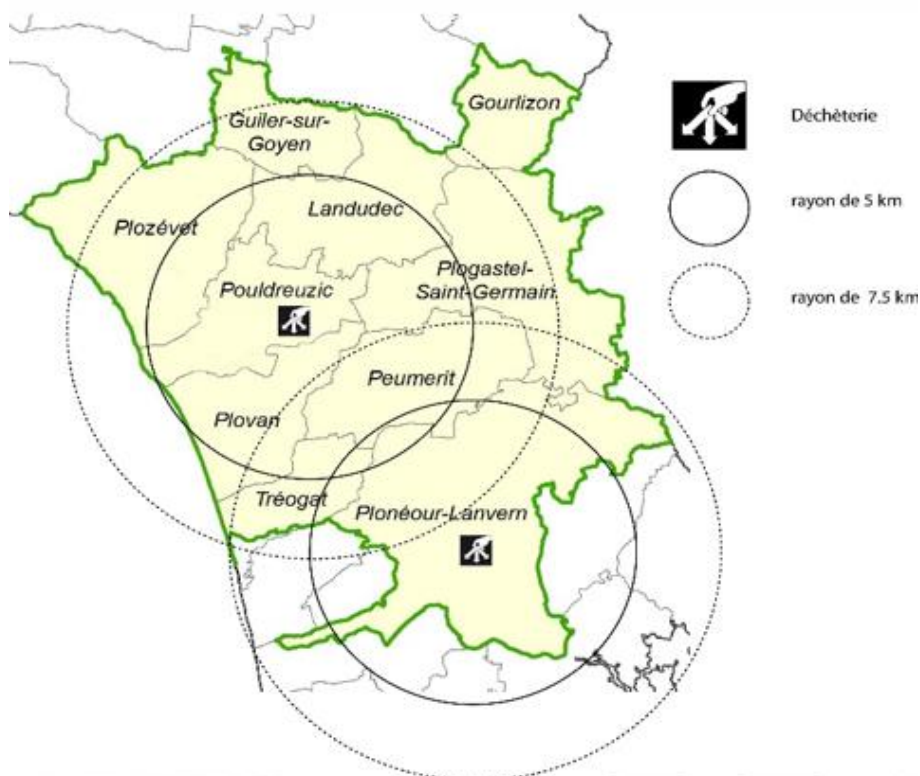 Gourlizon
Guiler-sur-
Goyen
Landudec
Plozévet
Plogastel-
Saint-Germain
Pouldreuzic
Peumerit
Plovan
Tréogat
Plonéour-Lanvern
Déchèterie
rayon de 5 km
rayon de 7.5 km